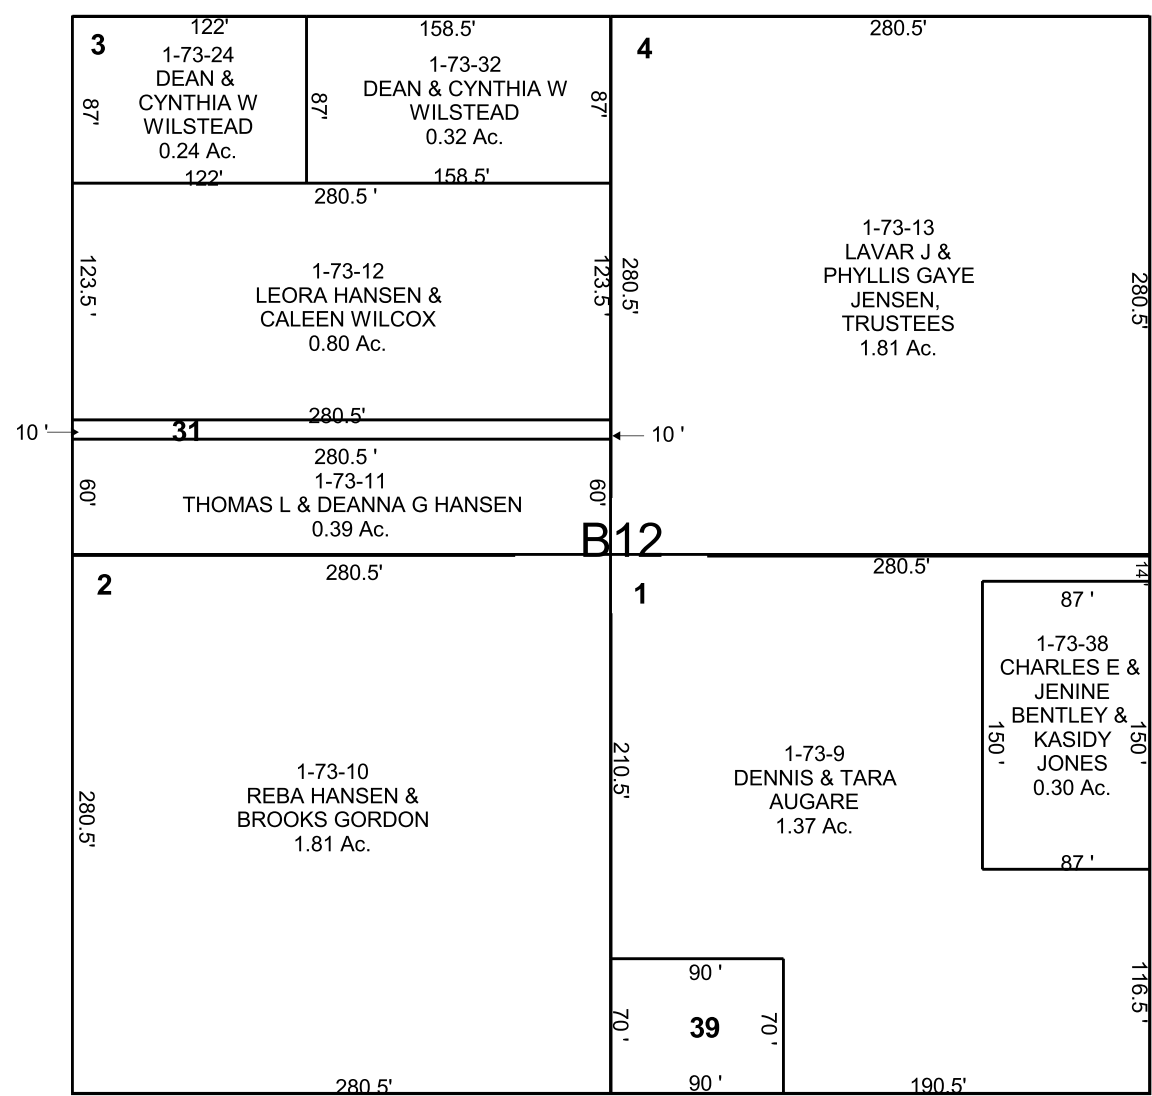 3
122'
1-73-24
DEAN &
CYNTHIA W
WILSTEAD
0.24 Ac.
87'
122'
158.5'
1-73-32
DEAN & CYNTHIA W
WILSTEAD
0.32 Ac.
87'
87'
158.5'
280.5 '
1-73-12
LEORA HANSEN &
CALEEN WILCOX
0.80 Ac.
123.5 '
123.5 '
280.5'
10 '
31
10 '
280.5 '
1-73-11
THOMAS L & DEANNA G HANSEN
0.39 Ac.
60'
60'
4
280.5'
1-73-13
LAVAR J &
PHYLLIS GAYE
JENSEN,
TRUSTEES
1.81 Ac.
280.5'
280.5'
B12
2
280.5'
1-73-10
REBA HANSEN &
BROOKS GORDON
1.81 Ac.
280.5'
280.5'
1
280.5'
14'
87 '
1-73-38
CHARLES E &
JENINE
BENTLEY &
KASIDY
JONES
0.30 Ac.
150 '
150 '
87 '
210.5'
1-73-9
DENNIS & TARA
AUGARE
1.37 Ac.
116.5 '
90 '
70 '
39
70 '
90 '
190.5'